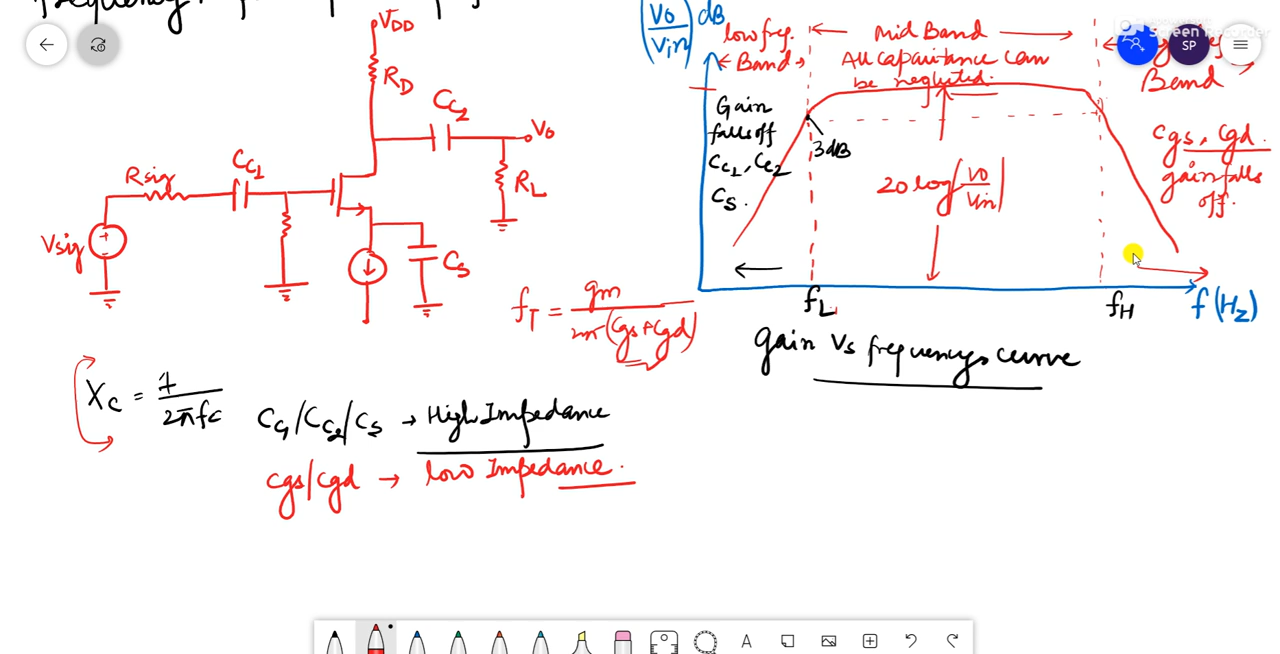 VDD
RD
CC2
Vo
RL
CC1
Rsig
Vsig
+
-
CS
fT = gm / 2π(Cgs+Cgd)
XC = 1 / 2πfC
CC1/CC2/CS → High Impedance
Cgs/Cgd → low Impedance.
|Vo/Vin| dB
low freq.
Band
Mid Band
All capacitance can
be neglected.
Band
Gain
falls off
CC1, CC2
CS.
3dB
20 log |Vo/Vin|
Cgs, Cgd.
gain falls
off.
fL
fH
f (Hz)
gain Vs frequency curve
Screen Recorder
SP
A